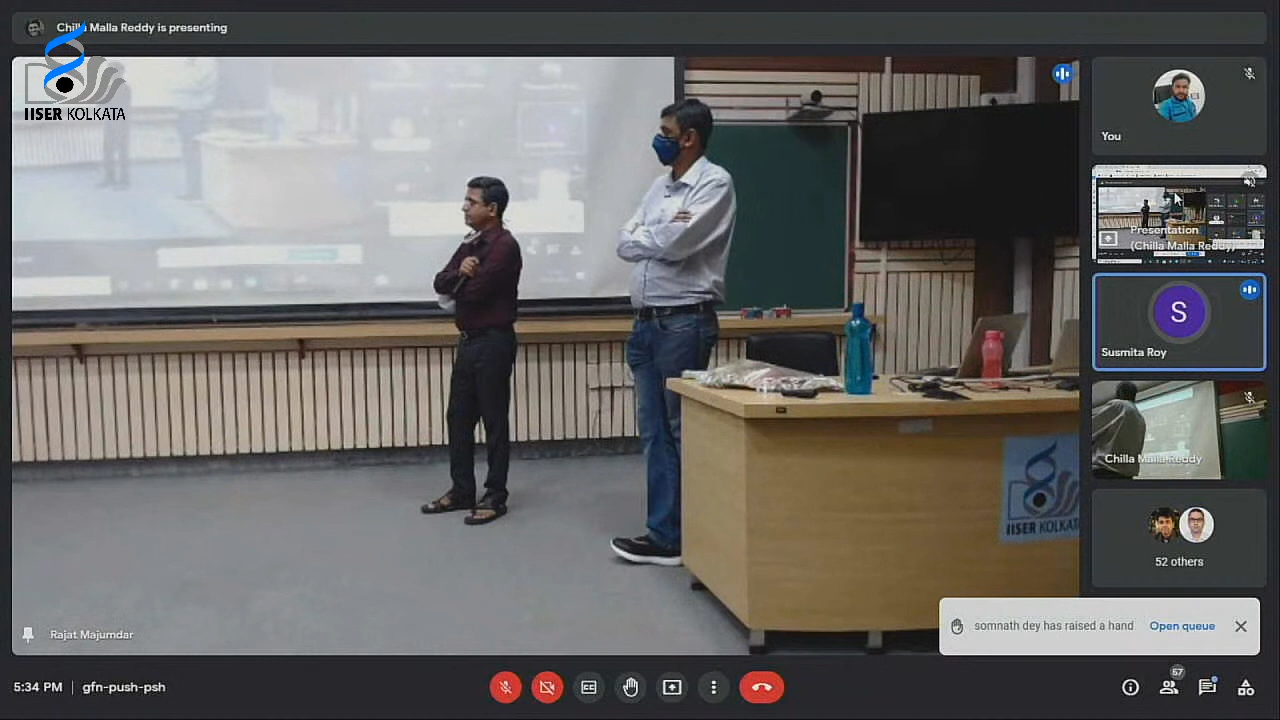 Chilla Malla Reddy is presenting
IISER KOLKATA
You
Presentation
(Chilla Malla Reddy)
S
Susmita Roy
Chilla Malla Reddy
52 others
IISER KOLKATA
Rajat Majumdar
somnath dey has raised a hand Open queue
5:34 PM | gfn-push-psh
CC
57